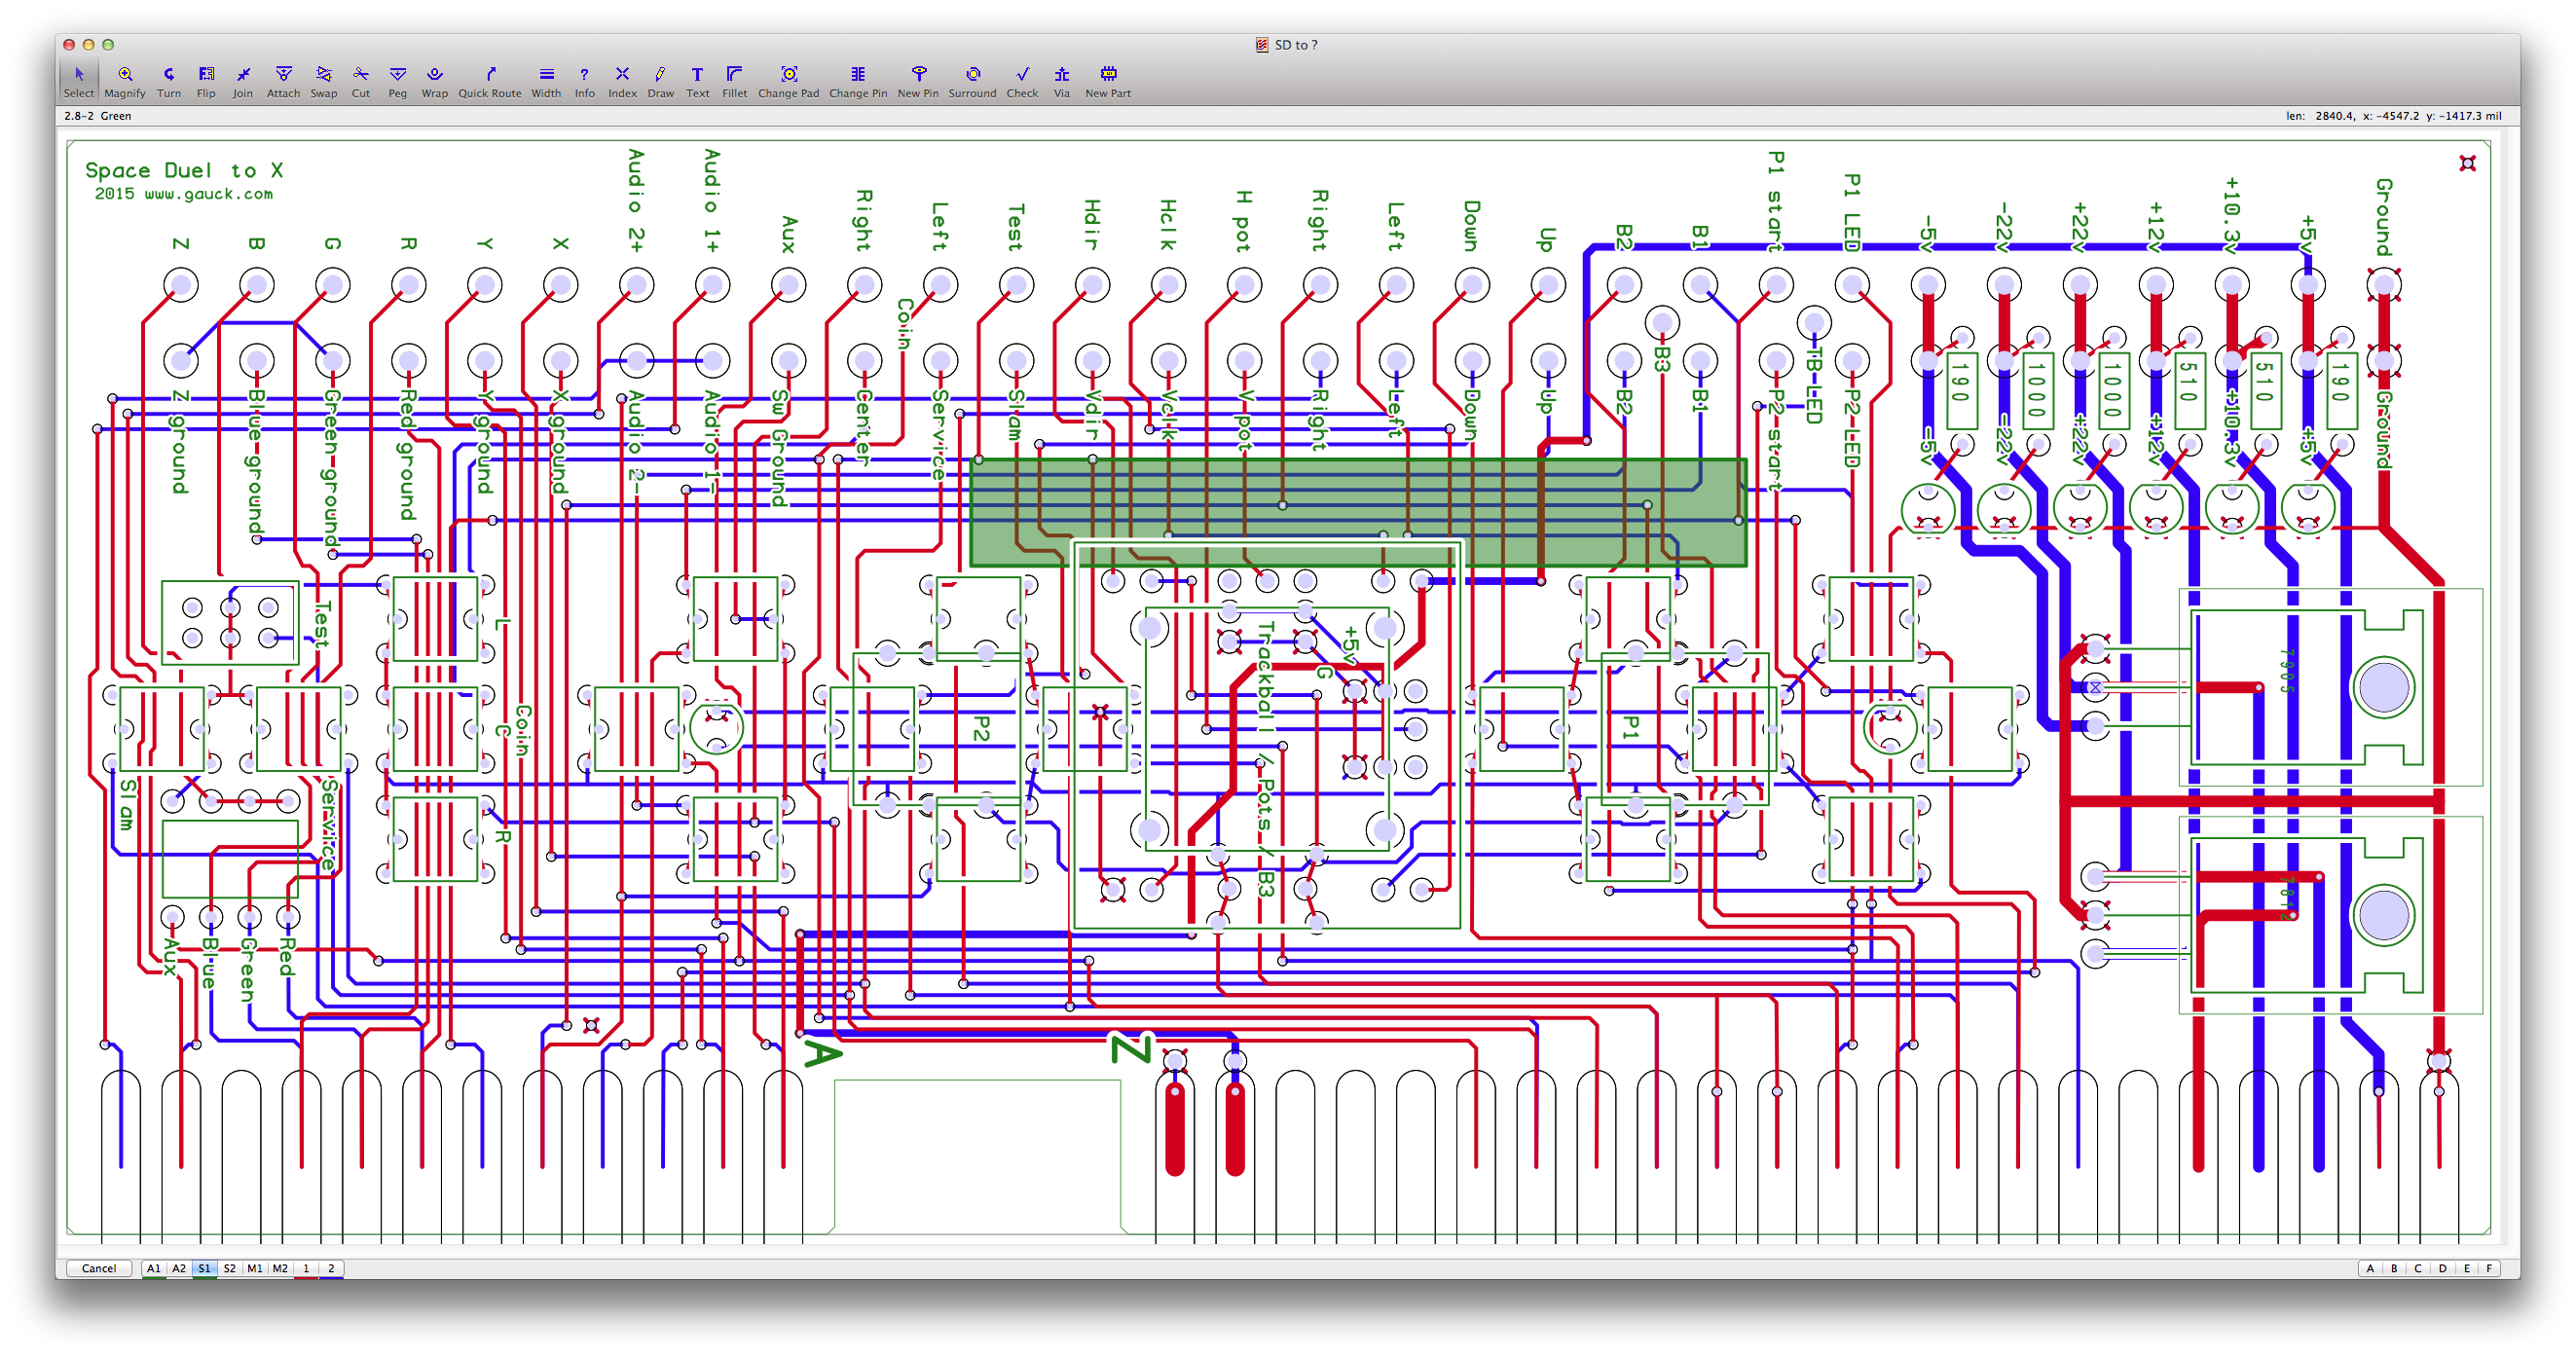 SD to ?
Select Magnify Turn Flip Join Attach Swap Cut Peg Wrap Quick Route Width Info Index Draw Text Fillet Change Pad Change Pin New Pin Surround Check Via New Part
2.8-2 Green
len: 2840.4, x: -4547.2 y: -1417.3 mil
Space Duel to X
2015 www.gauck.com
Z
B
G
R
Y
X
Audio 2+
Audio 1+
Aux
Right
Left
Test
Hdir
Hclk
H pot
Right
Left
Down
Up
B2
B1
P1 start
P1 LED
-5v
-22v
+22v
+12v
+10.3v
+5v
Ground
Coin
B3
TB LED
Z ground
Blue ground
Green ground
Red ground
Y ground
X ground
Audio 2-
Audio 1-
Sw Ground
Center
Service
Slam
Vdir
Vck
V pot
Right
Left
Down
Up
B2
B1
P2 start
P2 LED
-5v
-22v
+22v
+12v
+10.3v
+5v
Ground
190
1000
1000
510
510
190
Test
L
C
Coin
R
Slam
Service
P2
Trackball / Pots / B3
+5v
G
P1
7905
7812
Aux
Blue
Green
Red
A
Z
Cancel
A1 A2 S1 S2 M1 M2 1 2
A B C D E F